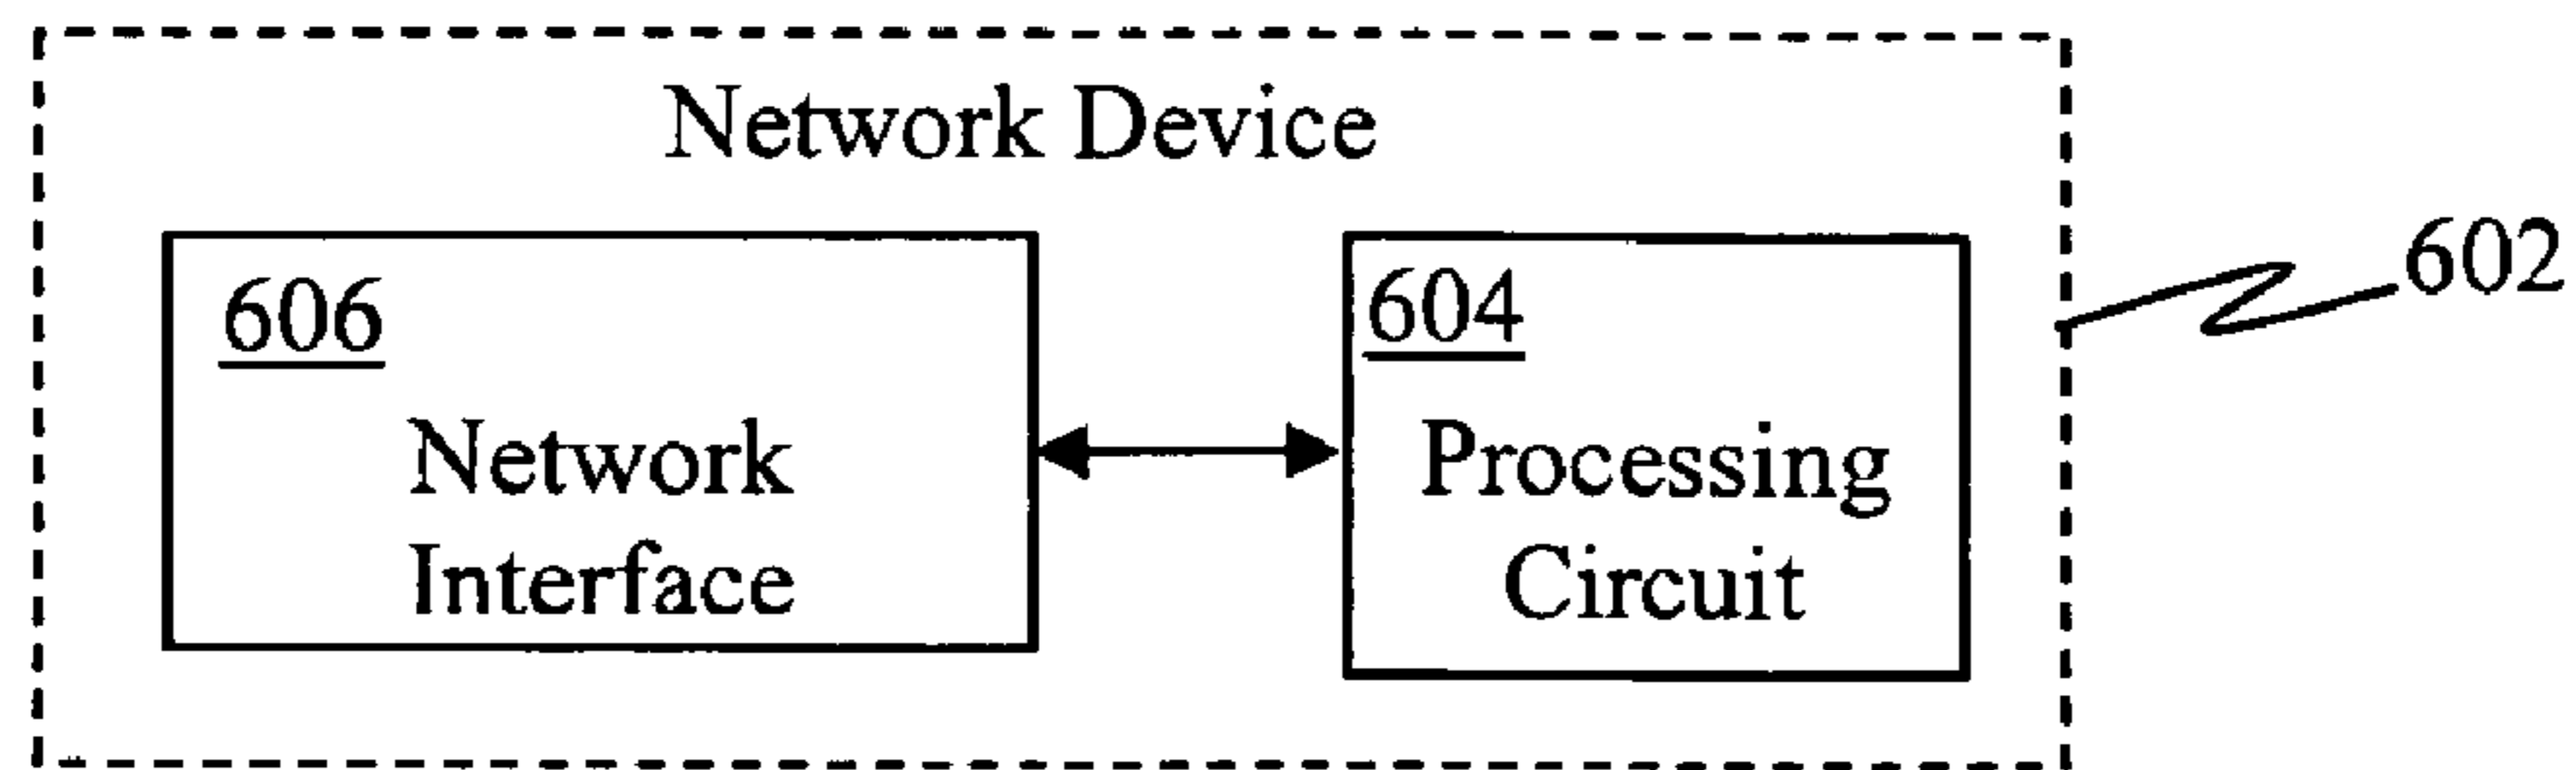 Network Device
606
Network
Interface
604
Processing
Circuit
602